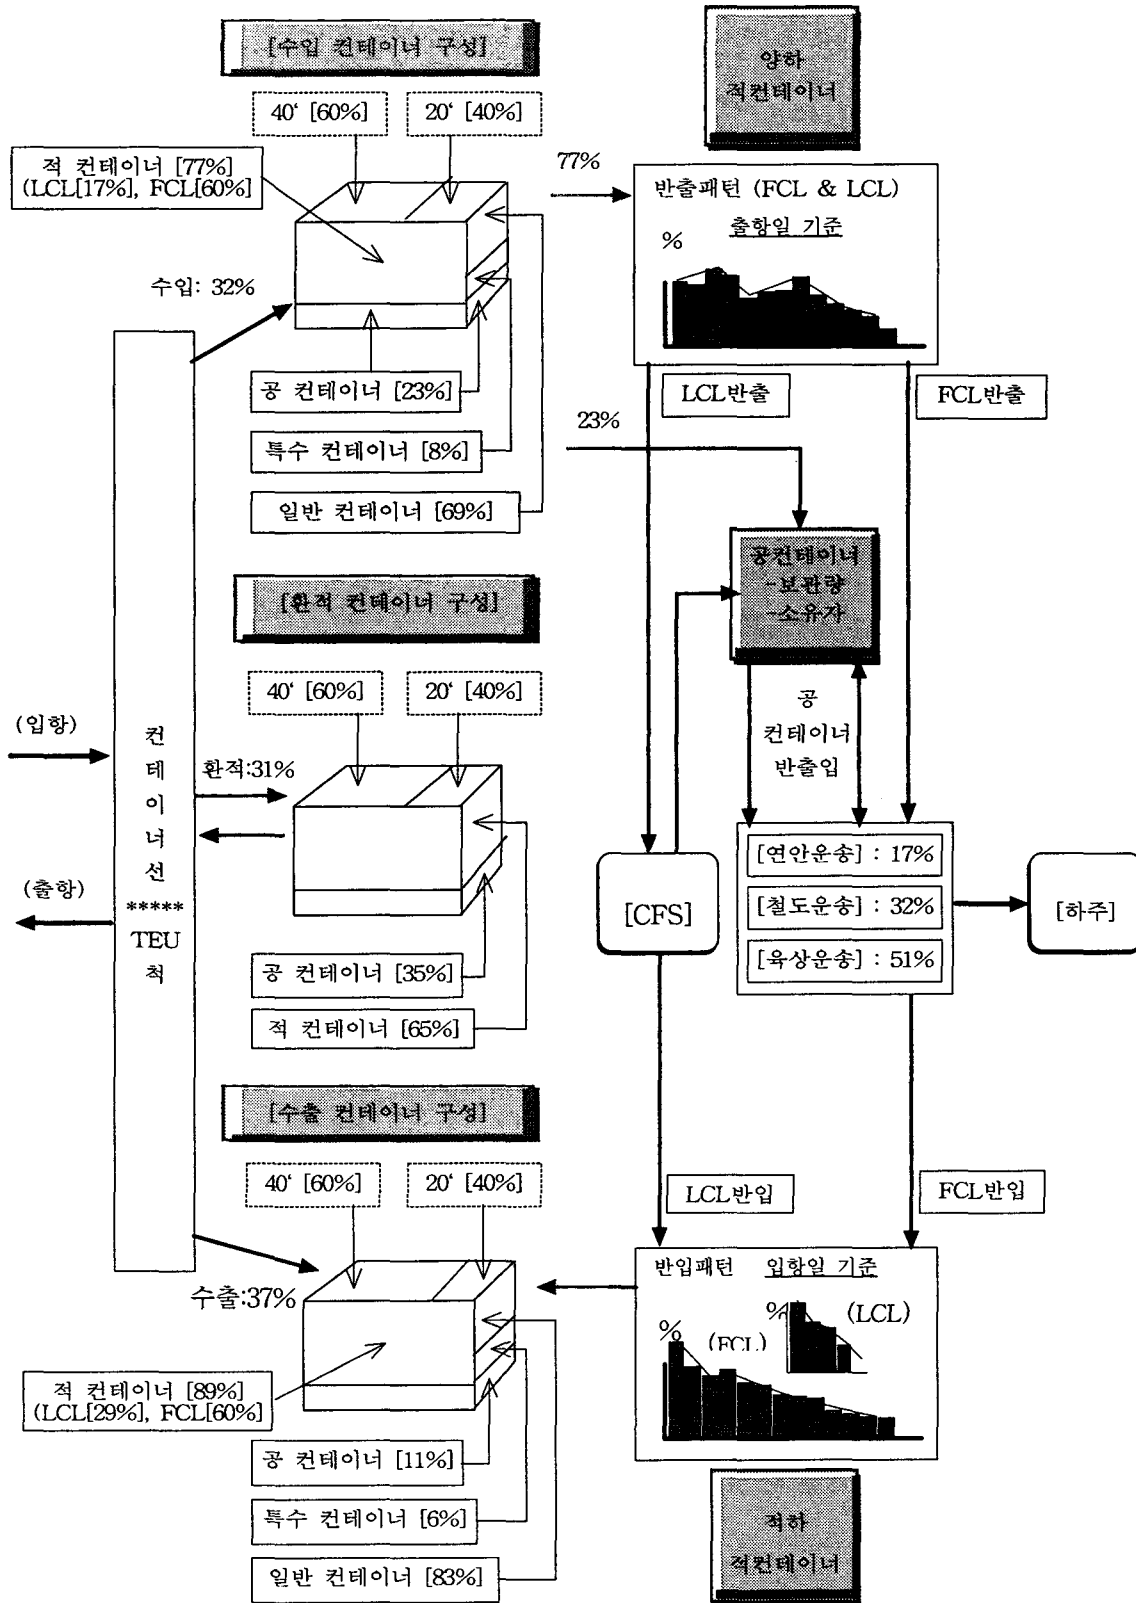 [수입 컨테이너 구성]
40' [60%]
20' [40%]
적 컨테이너 [77%]
(LCL[17%], FCL[60%]
수입: 32%
공 컨테이너 [23%]
특수 컨테이너 [8%]
일반 컨테이너 [69%]
양하
적컨테이너
77%
반출패턴 (FCL & LCL)
출항일 기준
%
LCL반출
FCL반출
23%
공컨테이너
-보관량
-소유자
공
컨테이너
반출입
[환적 컨테이너 구성]
40' [60%]
20' [40%]
(입항)
(출항)
컨
테
이
너
선
*****
TEU
척
환적:31%
공 컨테이너 [35%]
적 컨테이너 [65%]
[CFS]
[연안운송] : 17%
[철도운송] : 32%
[육상운송] : 51%
[하주]
[수출 컨테이너 구성]
40' [60%]
20' [40%]
수출:37%
적 컨테이너 [89%]
(LCL[29%], FCL[60%]
공 컨테이너 [11%]
특수 컨테이너 [6%]
일반 컨테이너 [83%]
LCL반입
FCL반입
반입패턴 입항일 기준
% (LCL)
% (FCL)
적하
적컨테이너